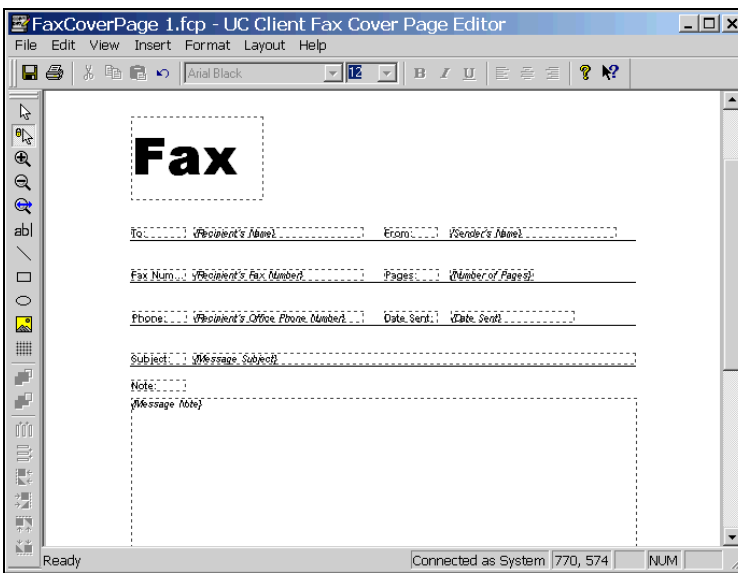 FaxCoverPage 1.fcp - UC Client Fax Cover Page Editor
File Edit View Insert Format Layout Help
Arial Black 12 B I U
ab|
Fax
To: {Recipient's Name} From: {Sender's Name}
Fax Num... {Recipient's Fax Number} Pages: {Number of Pages}
Phone: {Recipient's Office Phone Number} Date Sent: {Date Sent}
Subject: {Message Subject}
Note:
{Message Note}
Ready Connected as System 770, 574 NUM